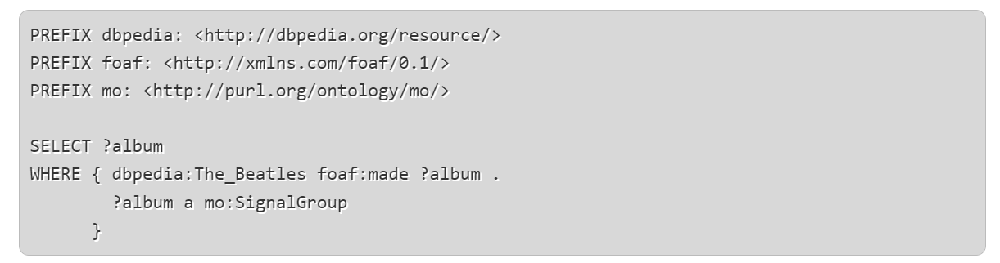 PREFIX dbpedia: <http://dbpedia.org/resource/>
PREFIX foaf: <http://xmlns.com/foaf/0.1/>
PREFIX mo: <http://purl.org/ontology/mo/>

SELECT ?album
WHERE { dbpedia:The_Beatles foaf:made ?album .
        ?album a mo:SignalGroup
      }